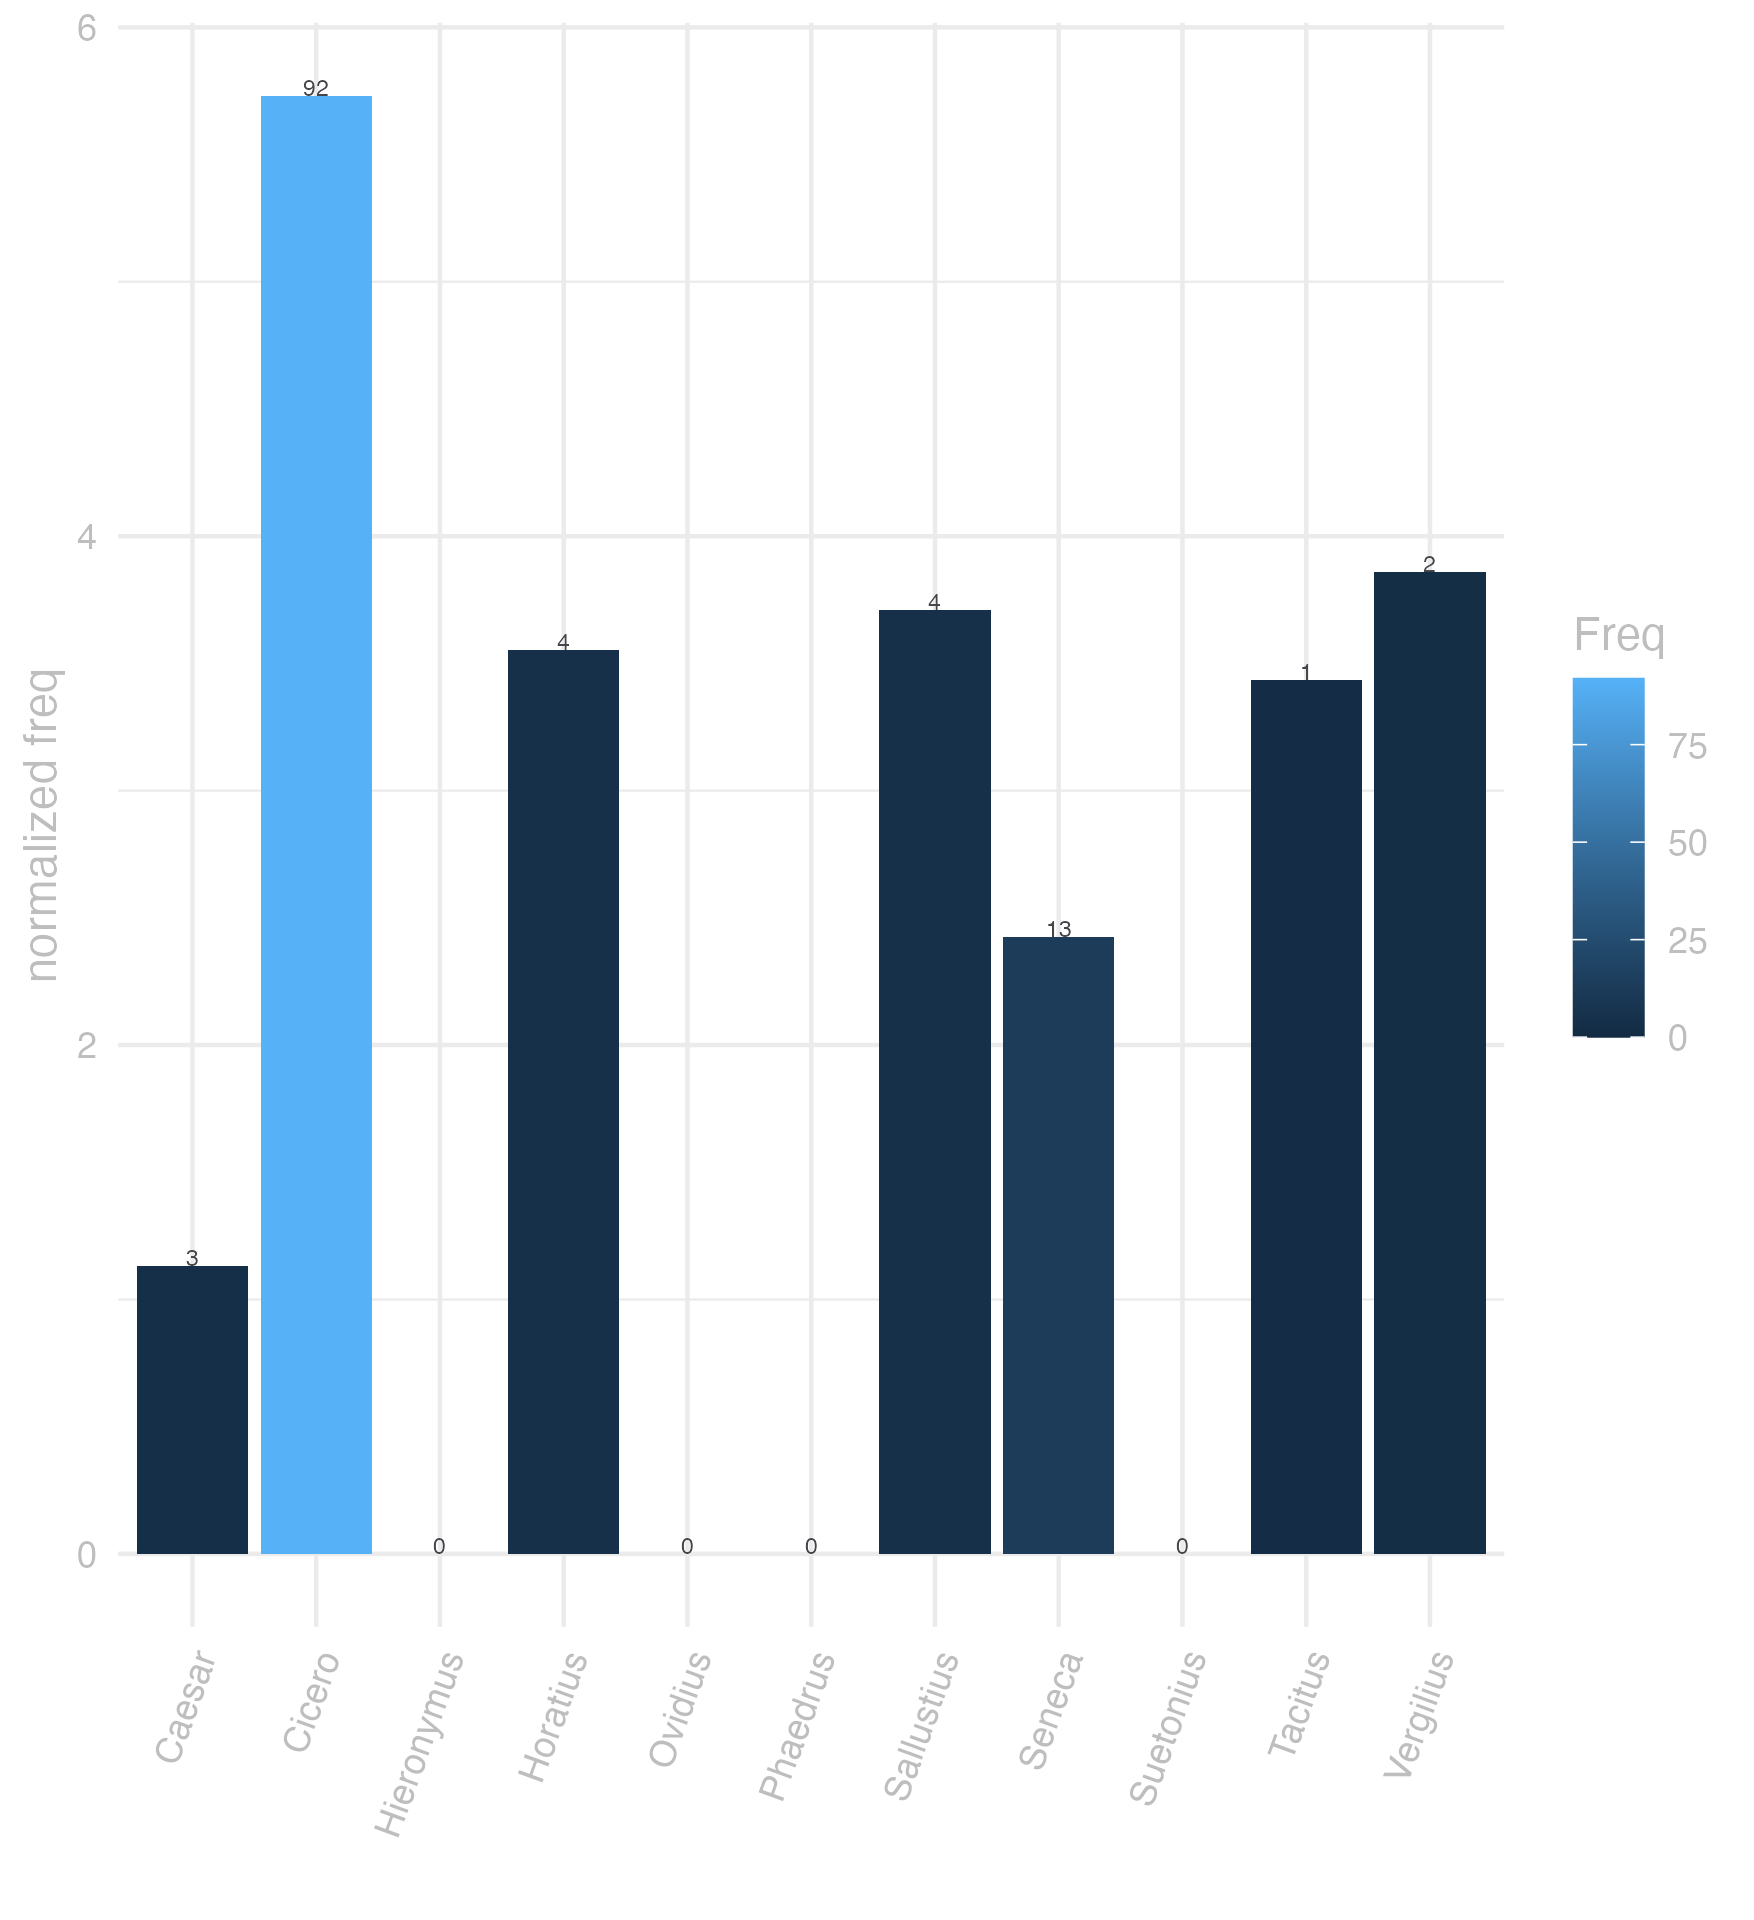 6
4
2
0
normalized freq
3
92
0
4
0
0
4
13
0
1
2
Caesar
Cicero
Hieronymus
Horatius
Ovidius
Phaedrus
Sallustius
Seneca
Suetonius
Tacitus
Vergilius
Freq
75
50
25
0